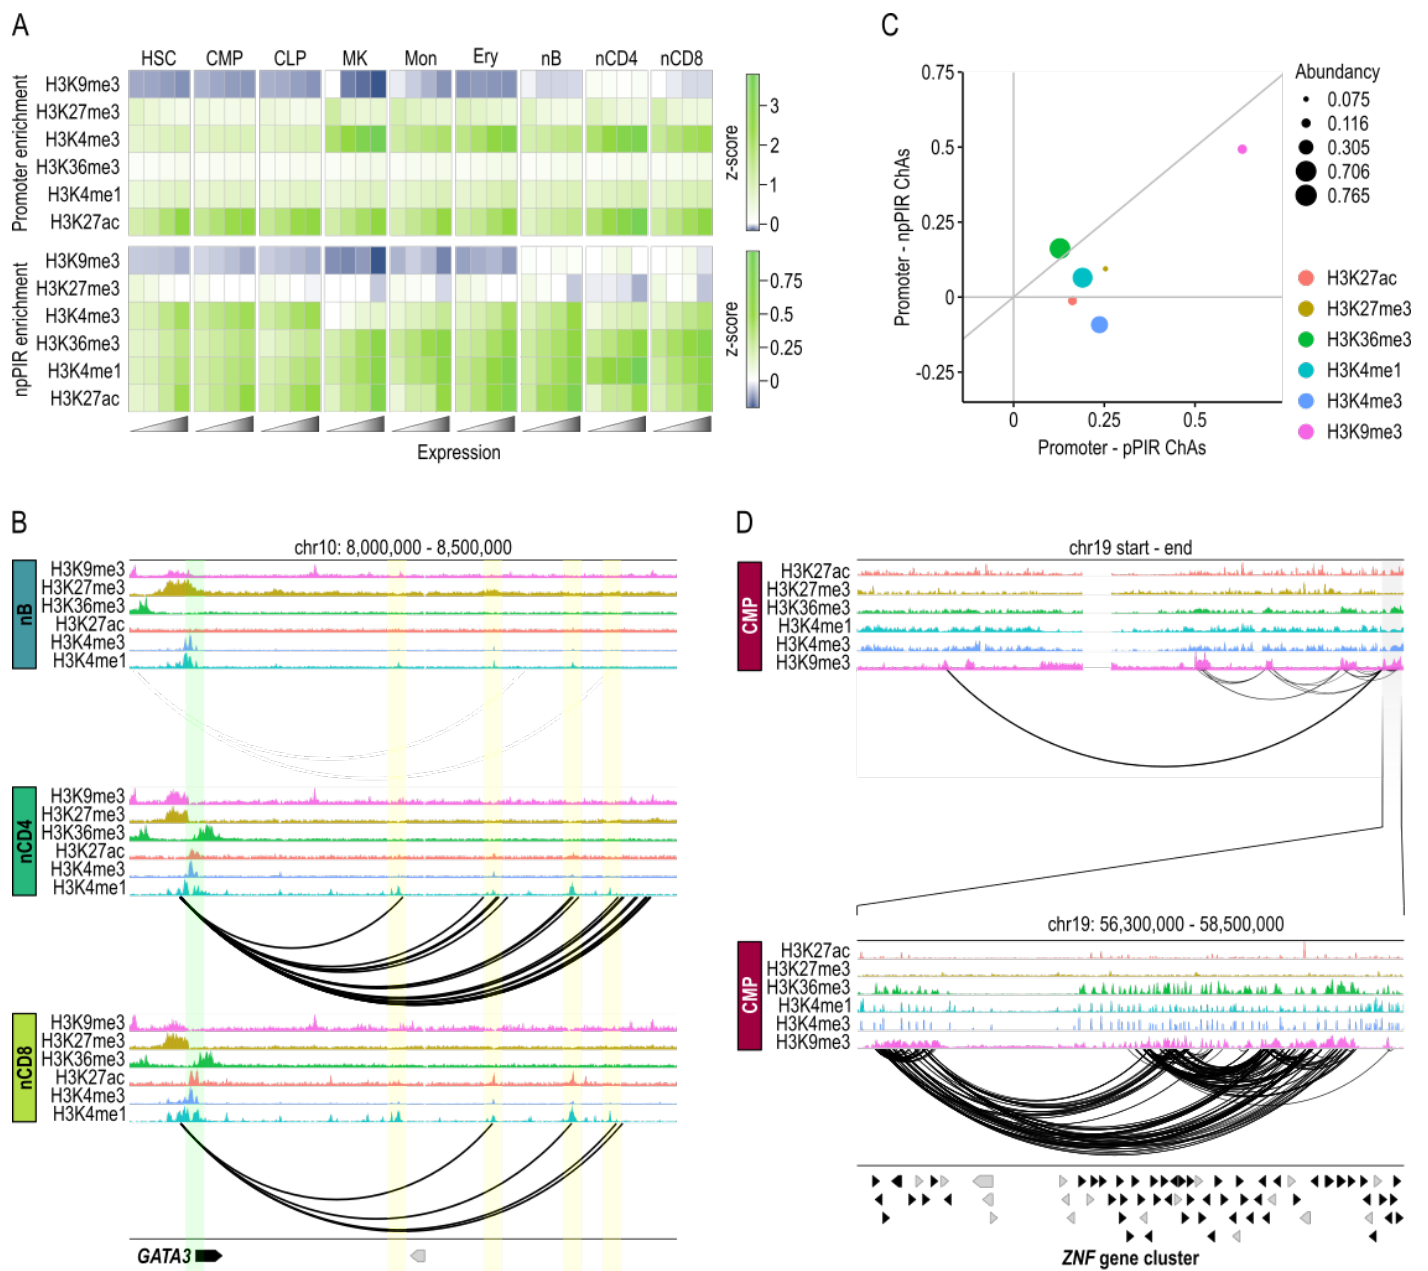 A
HSC CMP CLP MK Mon Ery nB nCD4 nCD8
Promoter enrichment
H3K9me3
H3K27me3
H3K4me3
H3K36me3
H3K4me1
H3K27ac
z-score
3
2
1
0
npPIR enrichment
H3K9me3
H3K27me3
H3K4me3
H3K36me3
H3K4me1
H3K27ac
z-score
0.75
0.5
0.25
0
Expression
C
Promoter - npPIR ChAs
0.75
0.5
0.25
0
-0.25
0 0.25 0.5
Promoter - pPIR ChAs
Abundancy
0.075
0.116
0.305
0.706
0.765
H3K27ac
H3K27me3
H3K36me3
H3K4me1
H3K4me3
H3K9me3
B
chr10: 8,000,000 - 8,500,000
nB
H3K9me3
H3K27me3
H3K36me3
H3K27ac
H3K4me3
H3K4me1
nCD4
H3K9me3
H3K27me3
H3K36me3
H3K27ac
H3K4me3
H3K4me1
nCD8
H3K9me3
H3K27me3
H3K36me3
H3K27ac
H3K4me3
H3K4me1
GATA3
D
chr19 start - end
CMP
H3K27ac
H3K27me3
H3K36me3
H3K4me1
H3K4me3
H3K9me3
chr19: 56,300,000 - 58,500,000
CMP
H3K27ac
H3K27me3
H3K36me3
H3K4me1
H3K4me3
H3K9me3
ZNF gene cluster